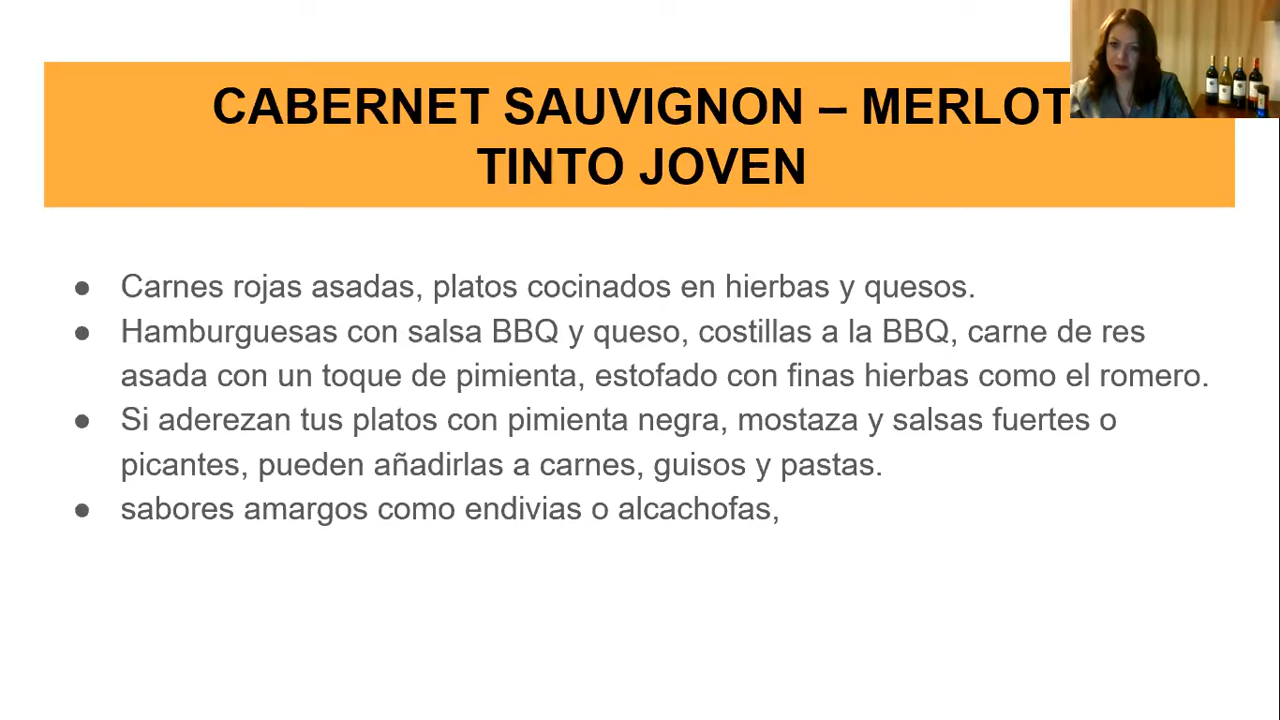 CABERNET SAUVIGNON – MERLOT
TINTO JOVEN
● Carnes rojas asadas, platos cocinados en hierbas y quesos.
● Hamburguesas con salsa BBQ y queso, costillas a la BBQ, carne de res
asada con un toque de pimienta, estofado con finas hierbas como el romero.
● Si aderezan tus platos con pimienta negra, mostaza y salsas fuertes o
picantes, pueden añadirlas a carnes, guisos y pastas.
● sabores amargos como endivias o alcachofas,